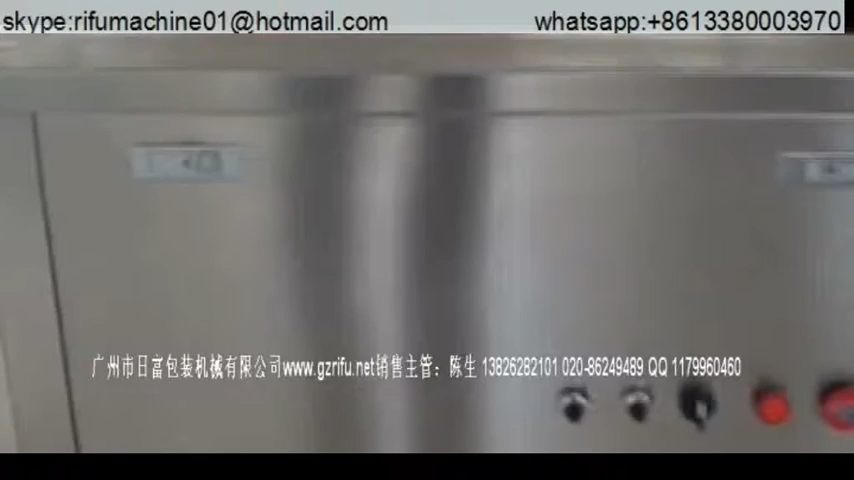 skype:rifumachine01@hotmail.com
whatsapp:+8613380003970
广州市日富包装机械有限公司www.gzrifu.net销售主管：陈生 13826282101 020-86249489 QQ 1179960460